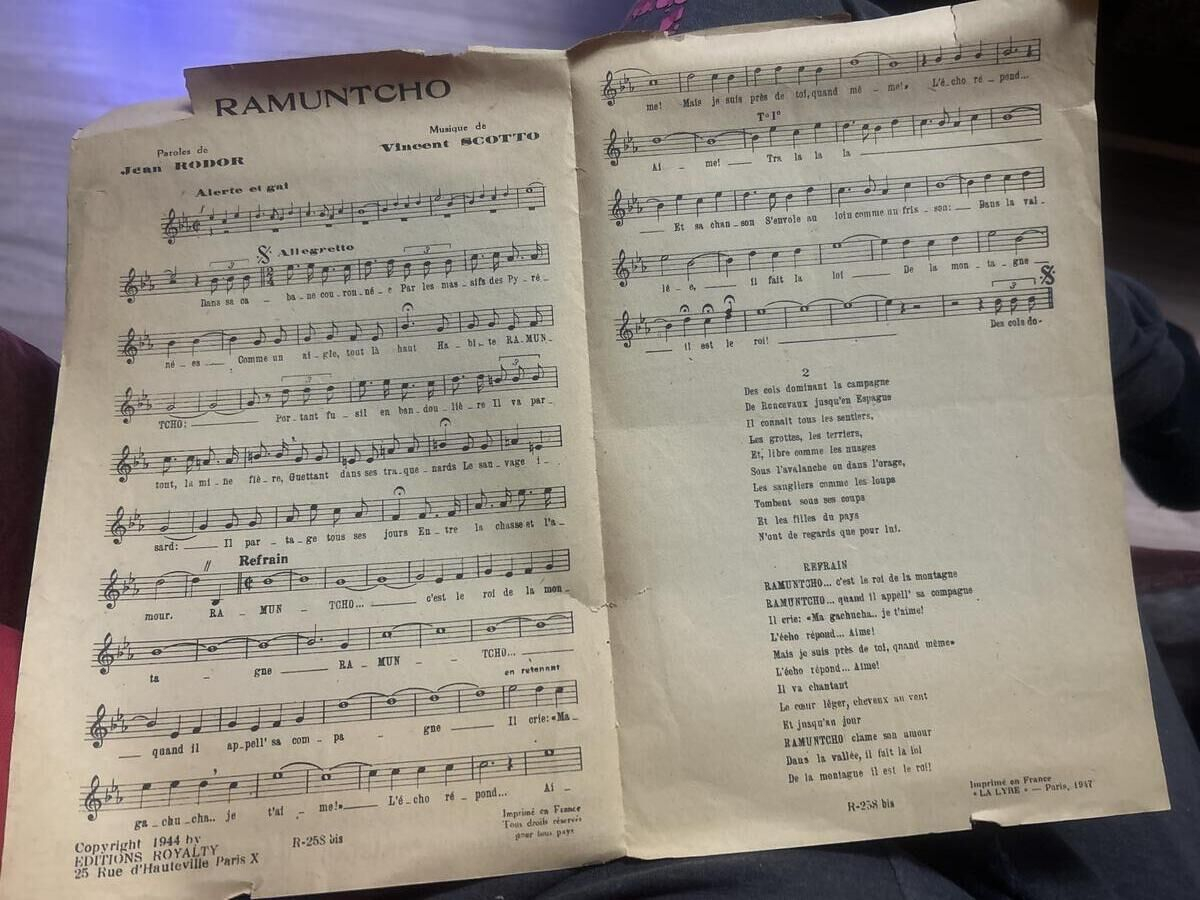 RAMUNTCHO
Paroles de
Jean RODOR
Musique de
Vincent SCOTTO
Alerte et gai
Allegretto
3 3
Dans sa ca - ba - ne cou - ron - né - e Par les mas - sifs des Py - ré -
né - es Comme un ai - gle, tout là haut Ha - bi - te RA - MUN -
3 3
TCHO: Por - tant fu - sil en ban - dou - liè - re Il va par -
tout, la mi - ne fiè - re, Guettant dans ses tra - que - nards Le sau - vage i -
sard: Il par - ta - ge tous ses jours En - tre la chasse et l'a -
Refrain
mour. RA - MUN - TCHO... c'est le roi de la mon -
ta - gne RA - MUN - TCHO...
en retenant
quand il ap - pell' sa com - pa - gne Il crie: «Ma
ga - chu - cha.. je t'ai - me!» L'é - cho ré - pond... Ai -
Copyright 1944 by
EDITIONS ROYALTY
25 Rue d'Hauteville Paris X
R-258 bis
Imprimé en France
Tous droits réservés
pour tous pays
me! Mais je suis près de toi, quand mê - me!» L'é - cho ré - pond...
T° I°
Ai - me! Tra la la la
Et sa chan - son S'envole au loin comme un fris - son: Dans la val -
lé - e, il fait la loi De la mon - ta - gne
3
il est le roi! Des cols do -
2
Des cols dominant la campagne
De Roncevaux jusqu'en Espagne
Il connait tous les sentiers,
Les grottes, les terriers,
Et, libre comme les nuages
Sous l'avalanche ou dans l'orage,
Les sangliers comme les loups
Tombent sous ses coups
Et les filles du pays
N'ont de regards que pour lui.
REFRAIN
RAMUNTCHO... c'est le roi de la montagne
RAMUNTCHO... quand il appell' sa compagne
Il crie: «Ma gachucha.. je t'aime!
L'écho répond... Aime!
Mais je suis près de toi, quand même»
L'écho répond... Aime!
Il va chantant
Le cœur léger, cheveux au vent
Et jusqu'au jour
RAMUNTCHO clame son amour
Dans la vallée, il fait la loi
De la montagne il est le roi!
R-258 bis
Imprimé en France
« LA LYRE » — Paris, 1947